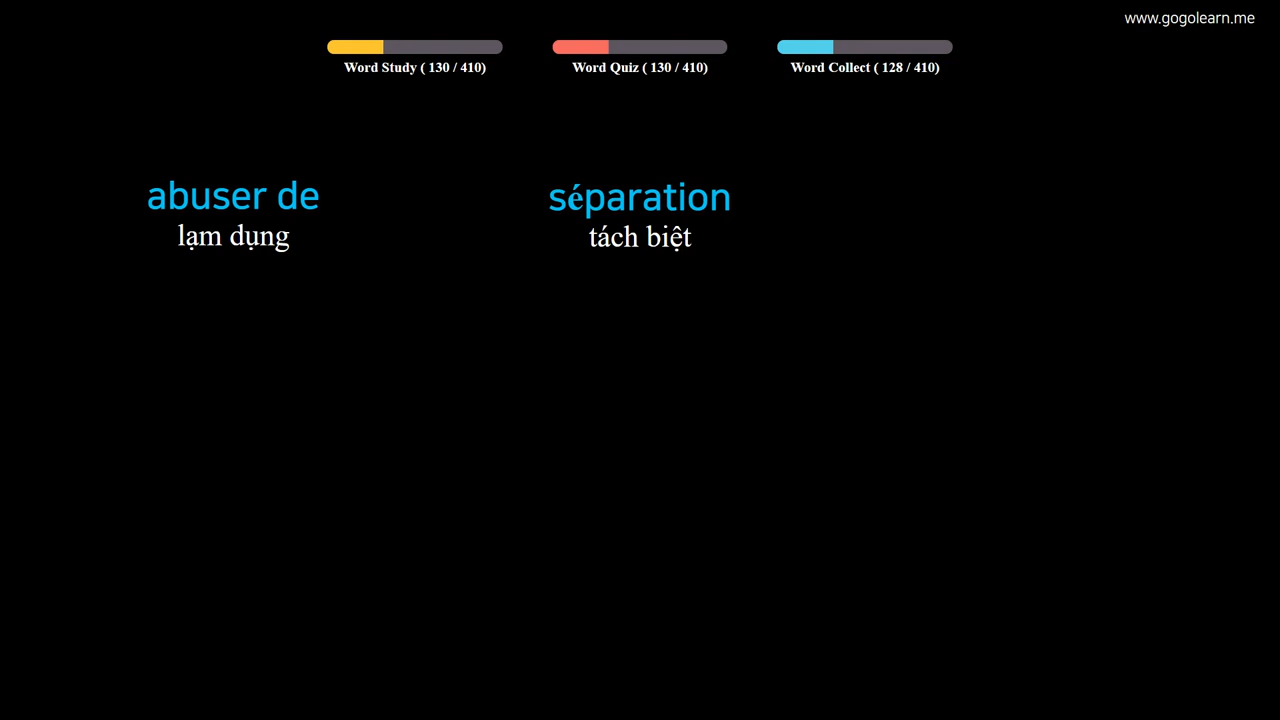 www.gogolearn.me
Word Study ( 130 / 410)
Word Quiz ( 130 / 410)
Word Collect ( 128 / 410)
abuser de
lạm dụng
séparation
tách biệt